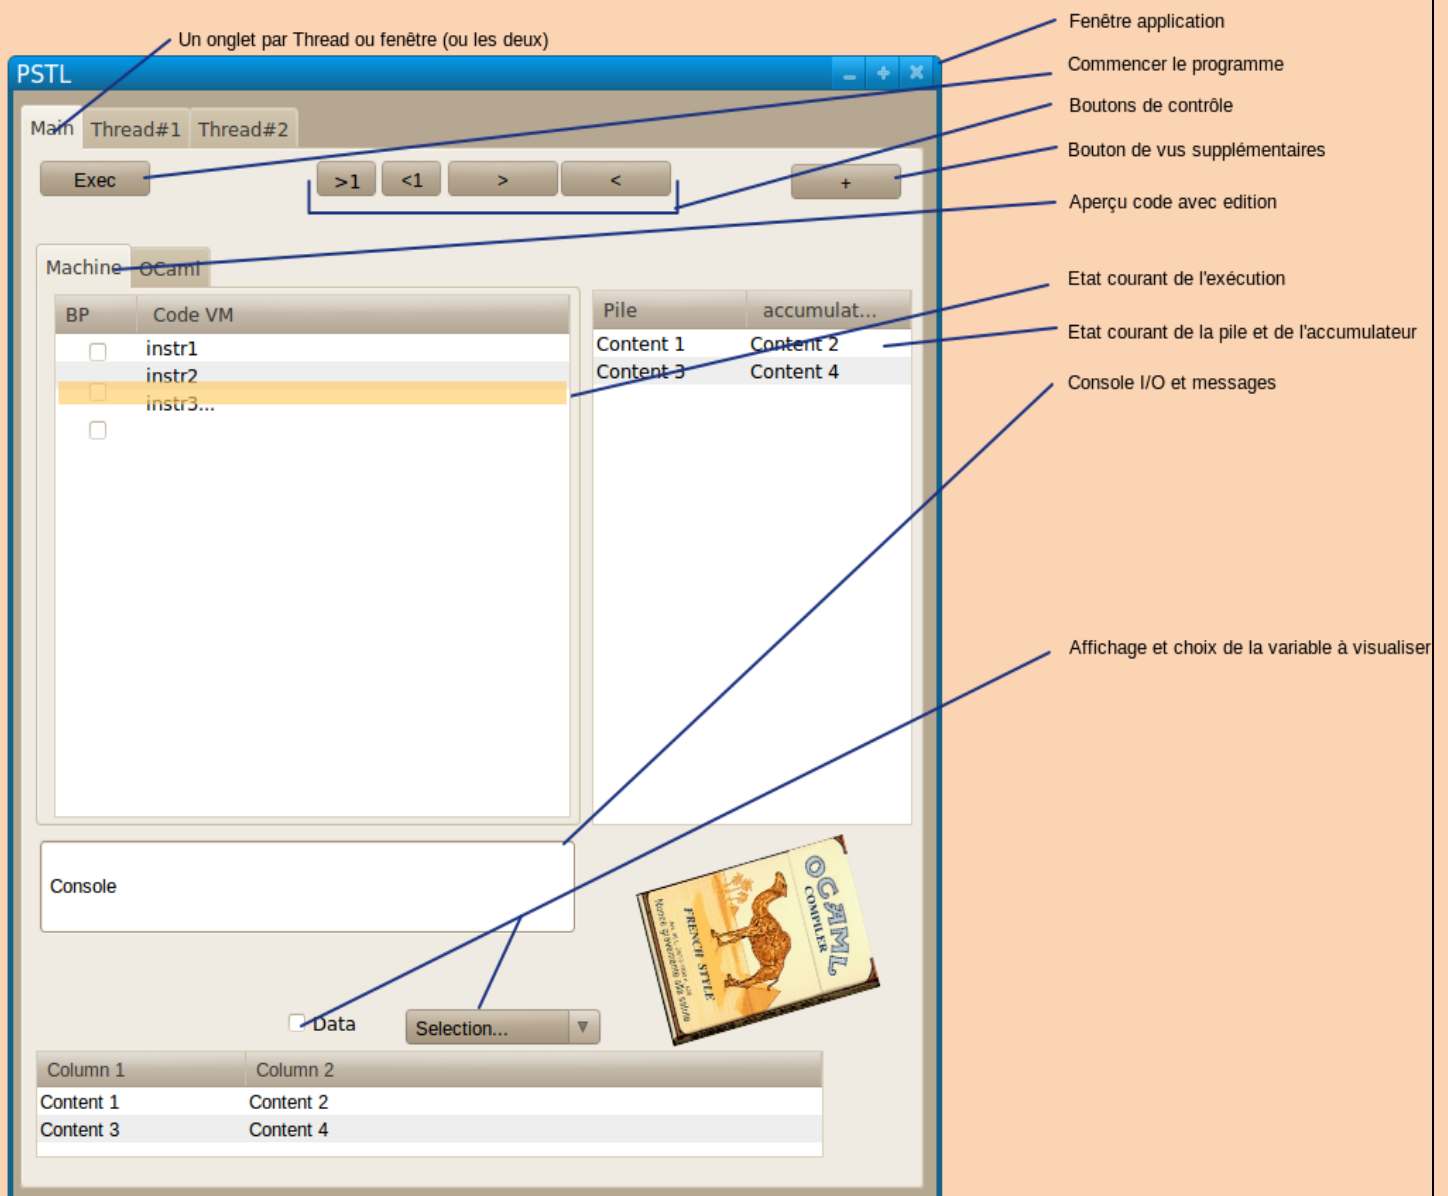 Un onglet par Thread ou fenêtre (ou les deux)
Fenêtre application
PSTL
Commencer le programme
Boutons de contrôle
Main Thread#1 Thread#2
Bouton de vus supplémentaires
Exec >1 <1 > < +
Aperçu code avec edition
Machine OCaml
Etat courant de l'exécution
BP Code VM
Pile accumulat...
Etat courant de la pile et de l'accumulateur
instr1
Content 1 Content 2
instr2
Content 3 Content 4
Console I/O et messages
instr3...
Affichage et choix de la variable à visualiser
Console
OCAML
COMPILER
FRENCH STYLE
Data Selection...
Column 1 Column 2
Content 1 Content 2
Content 3 Content 4